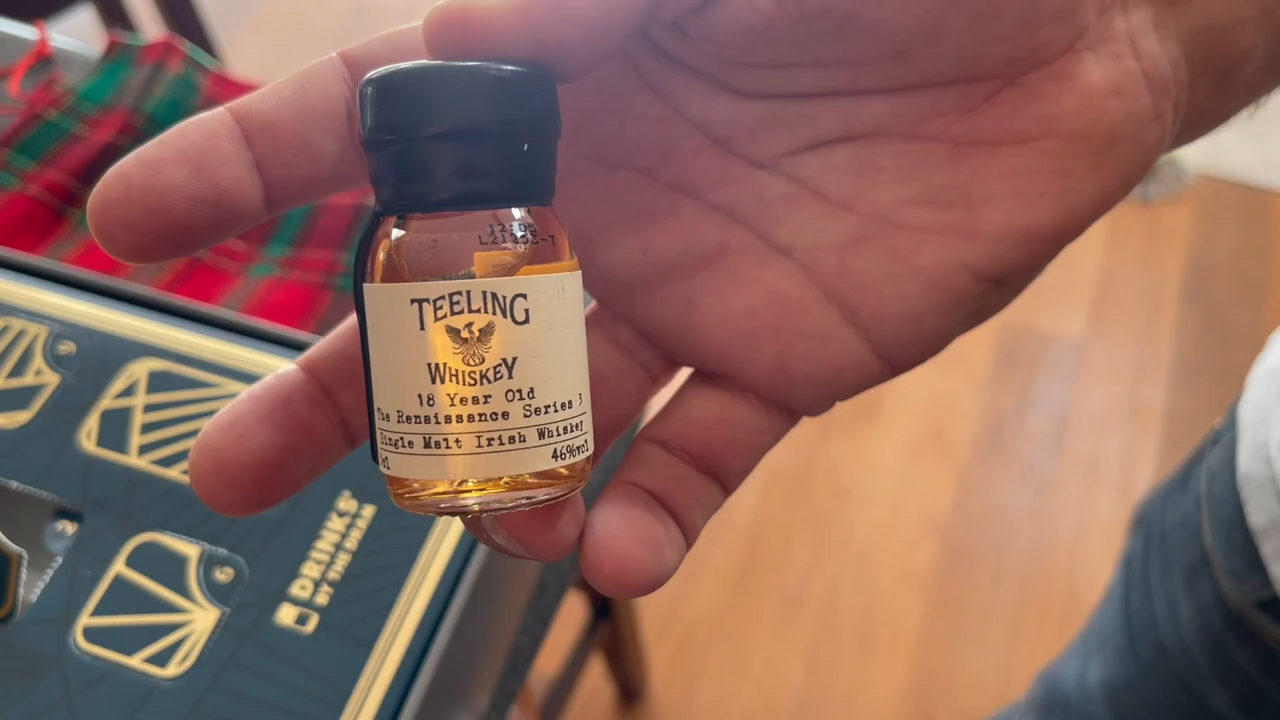 TEELING
WHISKEY
18 Year Old
The Renaissance Series 3
Single Malt Irish Whiskey
46%vol
DRINKS
BY THE DRAM